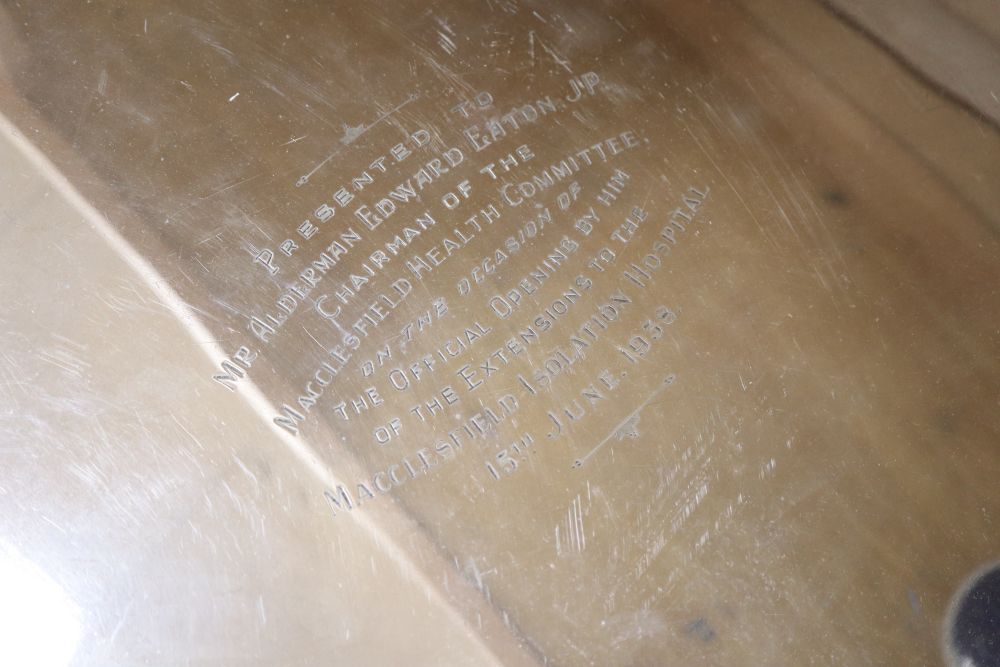 PRESENTED TO
MR. ALDERMAN EDWARD EATON. JP.
CHAIRMAN OF THE
MACCLESFIELD HEALTH COMMITTEE.
ON THE OCCASION OF
THE OFFICIAL OPENING BY HIM
OF THE EXTENSIONS TO THE
MACCLESFIELD ISOLATION HOSPITAL
15TH JUNE. 1938.